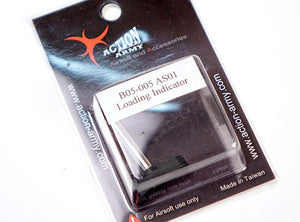 ACTION
ARMY
Airsoft and Accessories
B05-005 AS01
Loading Indicator
www.action-army.com
www.action-army.com
For Airsoft use only
Made in Taiwan